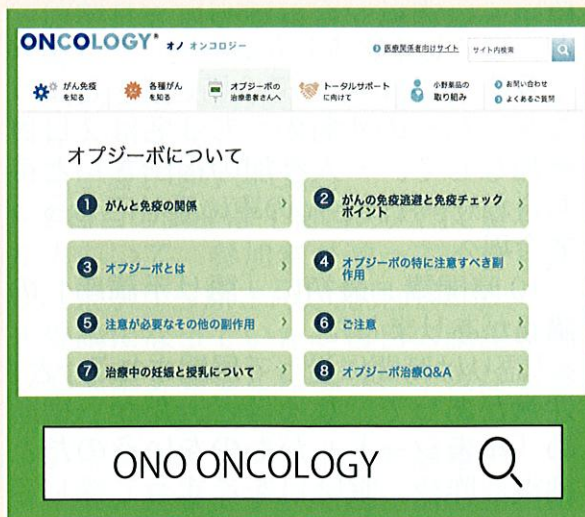 ONCOLOGY® オノ オンコロジー
医療関係者向けサイト サイト内検索
がん免疫
を知る
各種がん
を知る
オプジーボの
治療患者さんへ
トータルサポート
に向けて
小野薬品の
取り組み
お問い合わせ
よくあるご質問
オプジーボについて
1 がんと免疫の関係
2 がんの免疫逃避と免疫チェック
ポイント
3 オプジーボとは
4 オプジーボの特に注意すべき副
作用
5 注意が必要なその他の副作用
6 ご注意
7 治療中の妊娠と授乳について
8 オプジーボ治療Q&A
ONO ONCOLOGY